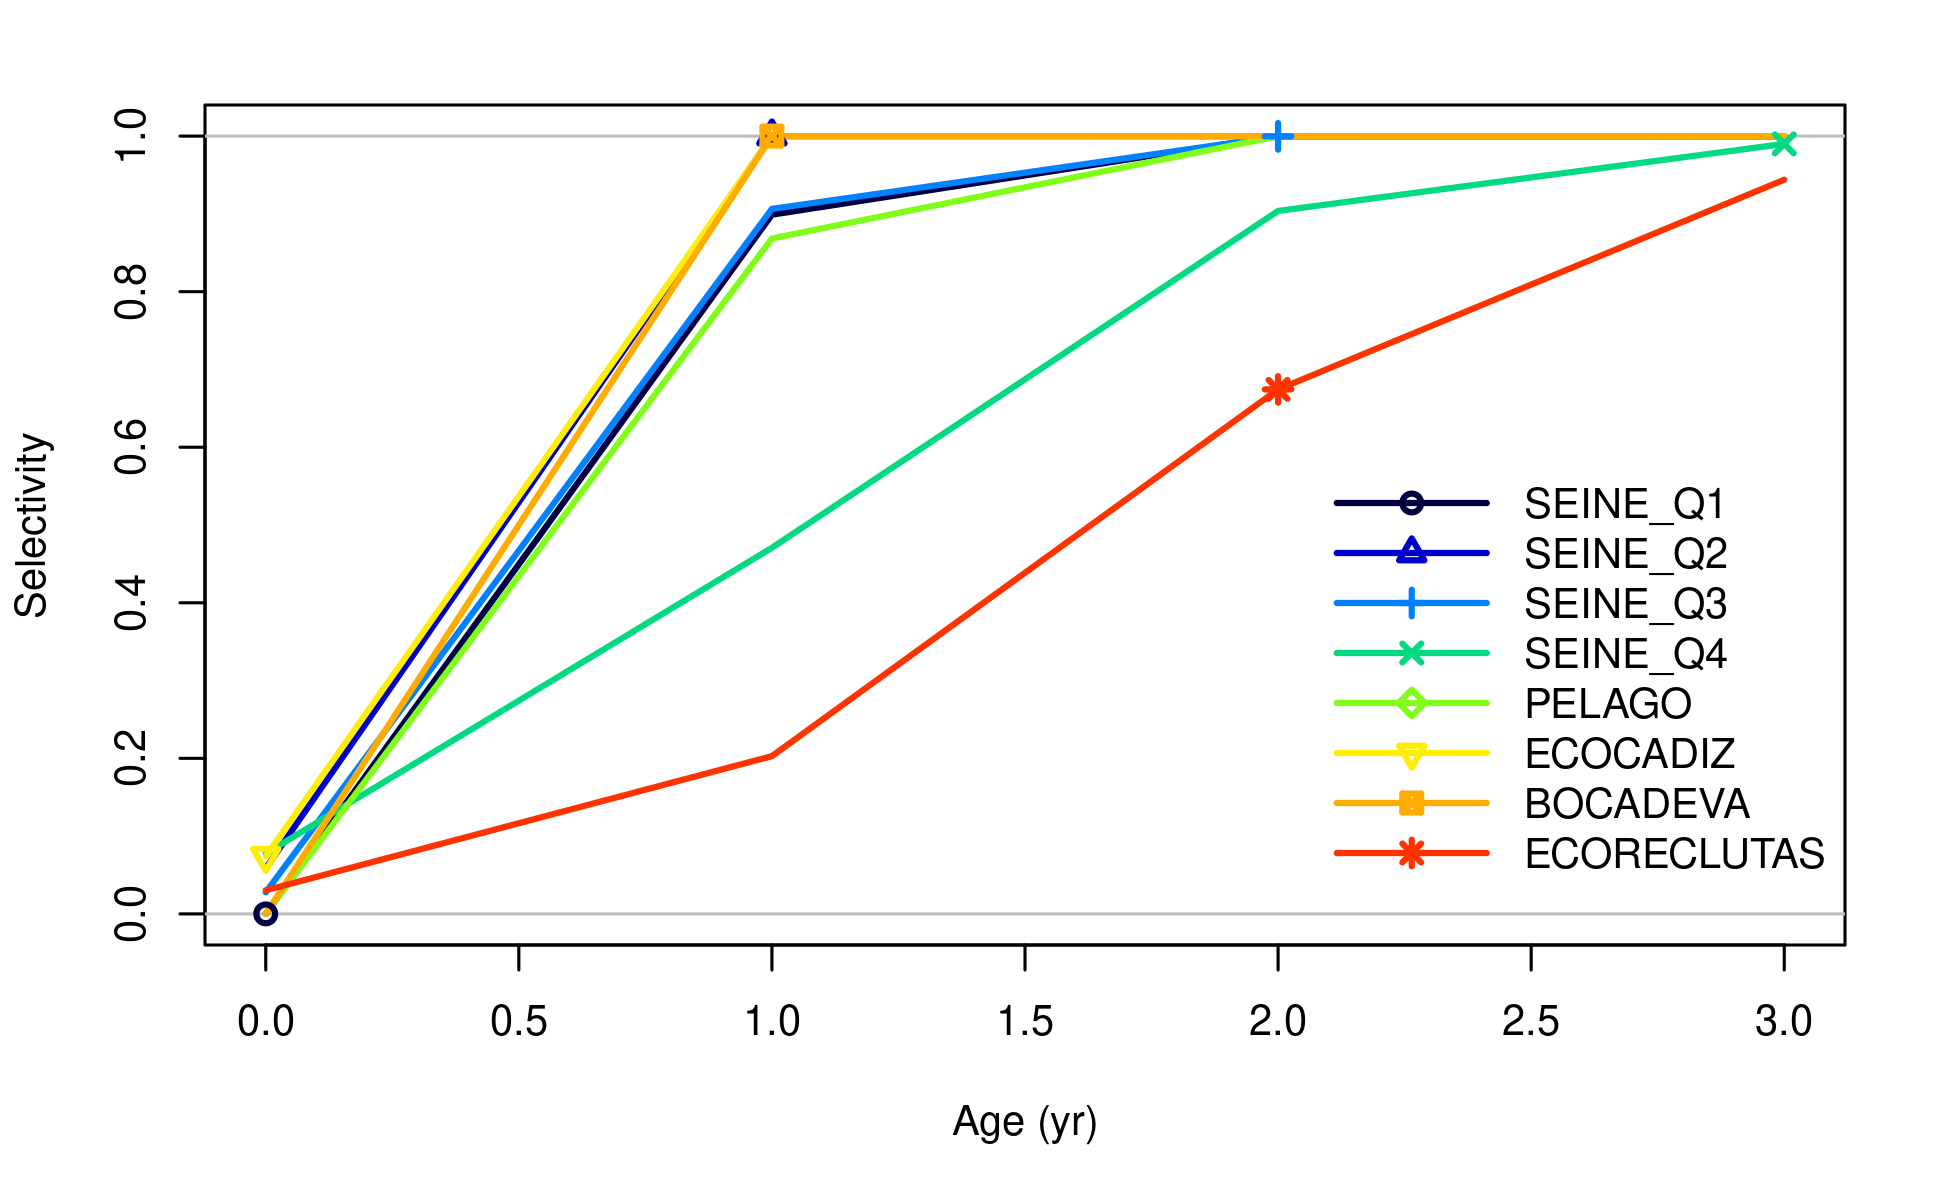 Selectivity
1.0
0.8
0.6
0.4
0.2
0.0
SEINE_Q1
SEINE_Q2
SEINE_Q3
SEINE_Q4
PELAGO
ECOCADIZ
BOCADEVA
ECORECLUTAS
0.0 0.5 1.0 1.5 2.0 2.5 3.0
Age (yr)